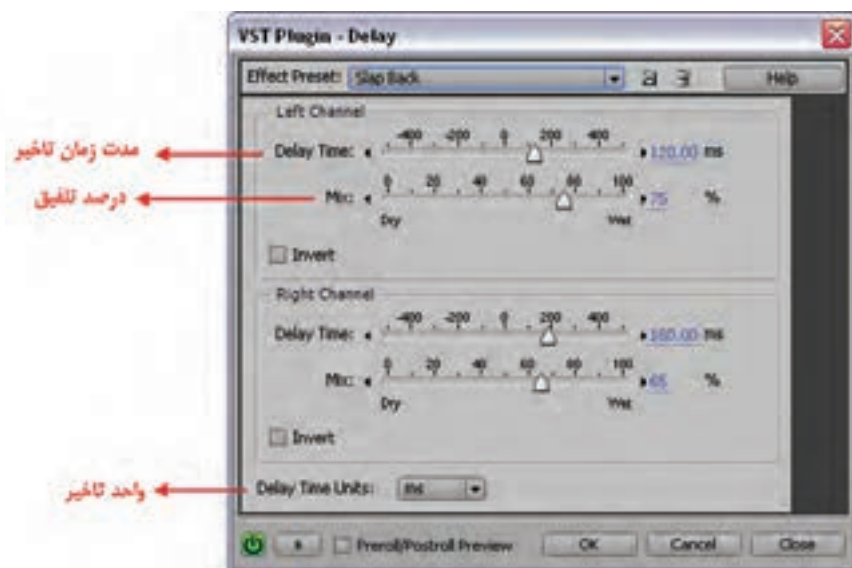 VST Plugin - Delay
Effect Preset: Slap Back Help
Left Channel
-400 -200 0 200 400
مدت زمان تاخیر Delay Time: 120.00 ms
0 20 40 60 80 100
درصد تلفیق Mix: 75 %
Dry Wet
Invert
Right Channel
-400 -200 0 200 400
Delay Time: 180.00 ms
0 20 40 60 80 100
Mix: 65 %
Dry Wet
Invert
واحد تاخیر Delay Time Units: ms
Preroll/Postroll Preview OK Cancel Close